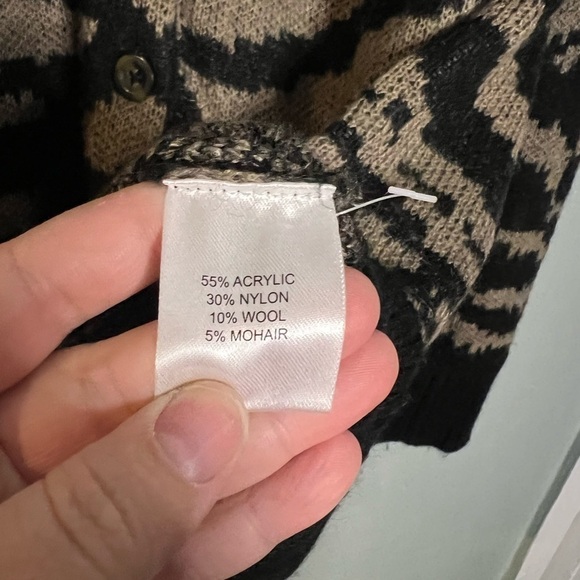 55% ACRYLIC
30% NYLON
10% WOOL
5% MOHAIR